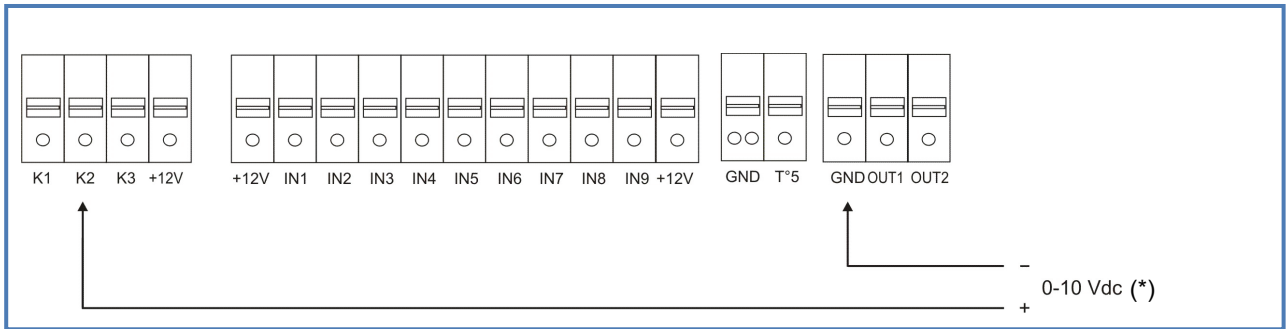 K1 K2 K3 +12V +12V IN1 IN2 IN3 IN4 IN5 IN6 IN7 IN8 IN9 +12V GND T°5 GND OUT1 OUT2
−
0-10 Vdc (*)
+